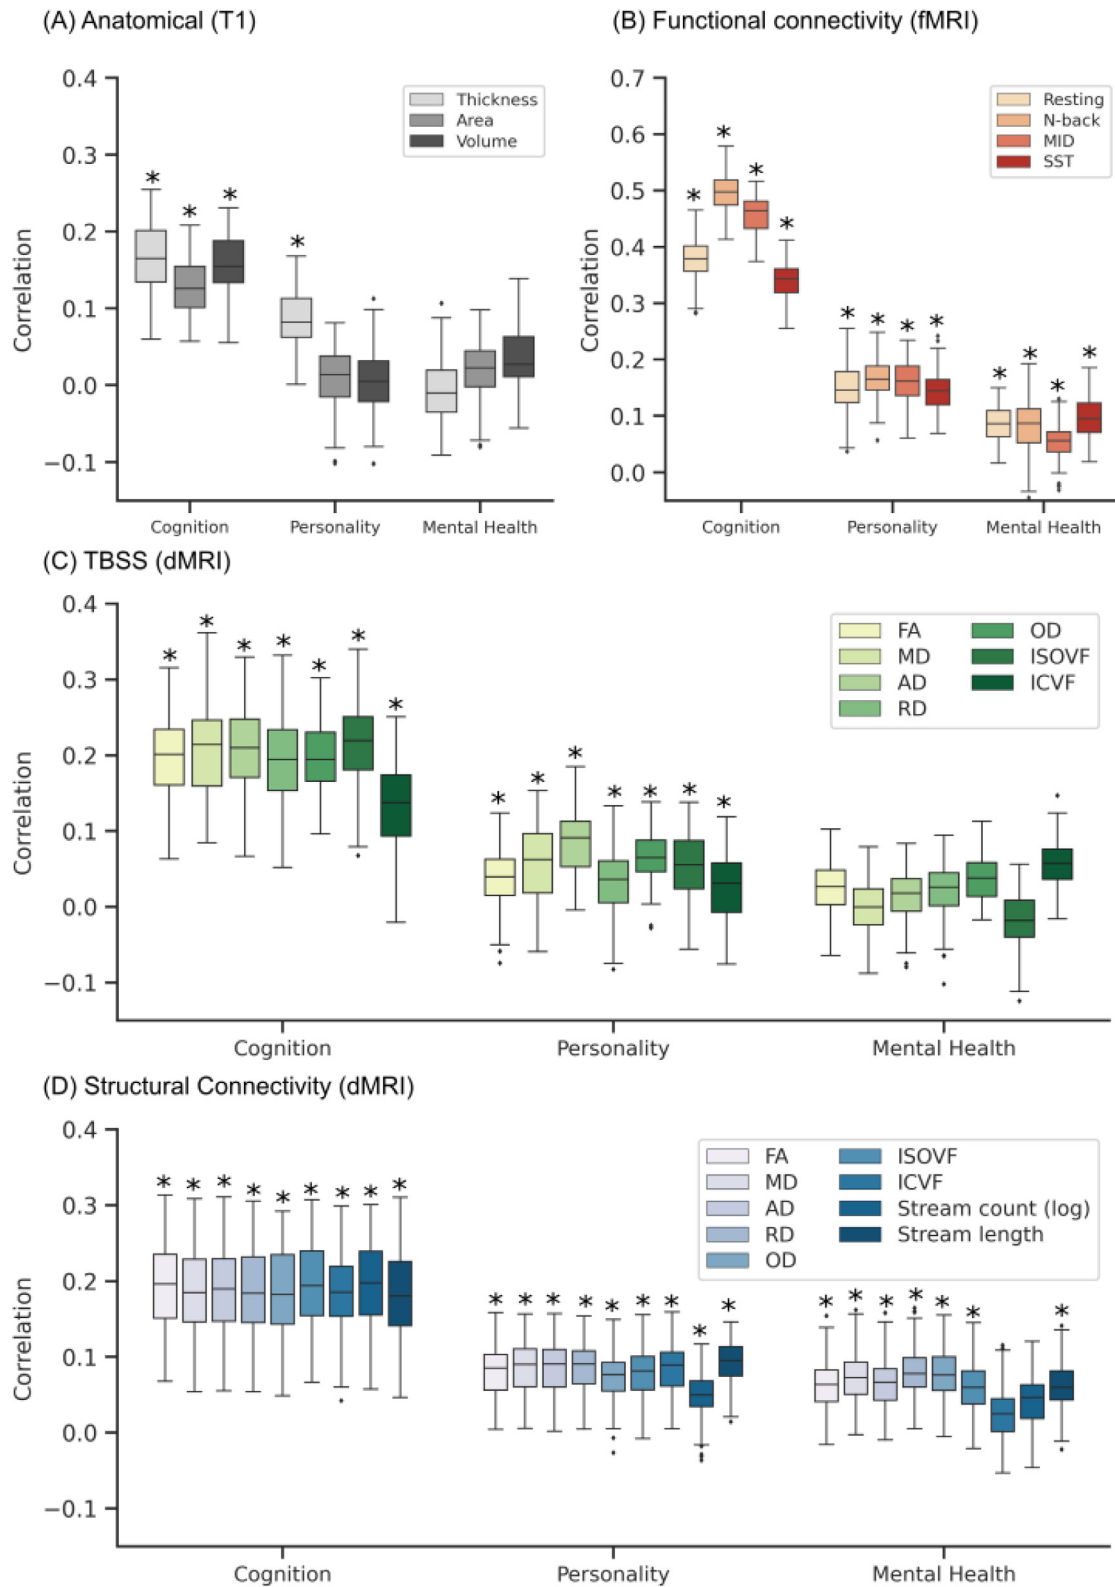 (A) Anatomical (T1)
0.4
0.3
0.2
0.1
0.0
−0.1
Correlation
Thickness
Area
Volume
* * * *
Cognition Personality Mental Health
(B) Functional connectivity (fMRI)
0.7
0.6
0.5
0.4
0.3
0.2
0.1
0.0
Correlation
Resting
N-back
MID
SST
* * * * * * * * * * * *
Cognition Personality Mental Health
(C) TBSS (dMRI)
0.4
0.3
0.2
0.1
0.0
−0.1
Correlation
FA
MD
AD
RD
OD
ISOVF
ICVF
* * * * * * * * * * * * * *
Cognition Personality Mental Health
(D) Structural Connectivity (dMRI)
0.4
0.3
0.2
0.1
0.0
−0.1
Correlation
FA
MD
AD
RD
OD
ISOVF
ICVF
Stream count (log)
Stream length
* * * * * * * * * * * * * * * * * * * * * * * * *
Cognition Personality Mental Health